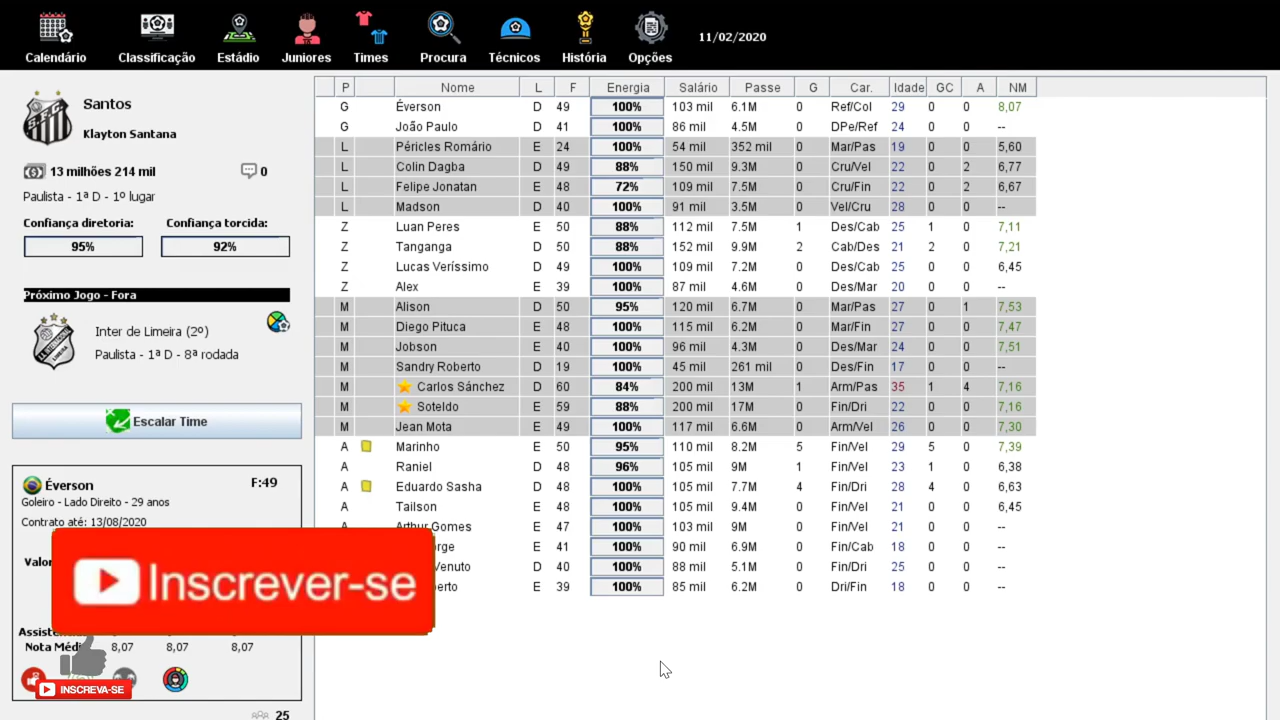 Calendário Classificação Estádio Juniores Times Procura Técnicos História Opções 11/02/2020
Santos
Klayton Santana
13 milhões 214 mil 0
Paulista - 1ª D - 1º lugar
Confiança diretoria: Confiança torcida:
95% 92%
Próximo Jogo - Fora
Inter de Limeira (2º)
Paulista - 1ª D - 8ª rodada
Escalar Time
Éverson F:49
Goleiro - Lado Direito - 29 anos
Contrato até: 13/08/2020
Inscrever-se
8,07 8,07 8,07
INSCREVA-SE
25
P Nome L F Energia Salário Passe G Car. Idade GC A NM
G Éverson D 49 100% 103 mil 6.1M 0 Ref/Col 29 0 0 8,07
G João Paulo D 41 100% 86 mil 4.5M 0 DPe/Ref 24 0 0 --
L Péricles Romário E 24 100% 54 mil 352 mil 0 Mar/Pas 19 0 0 5,60
L Colin Dagba D 49 88% 150 mil 9.3M 0 Cru/Vel 22 0 2 6,77
L Felipe Jonatan E 48 72% 109 mil 7.5M 0 Cru/Fin 22 0 2 6,67
L Madson D 40 100% 91 mil 3.5M 0 Vel/Cru 28 0 0 --
Z Luan Peres E 50 88% 112 mil 7.5M 1 Des/Cab 25 1 0 7,11
Z Tanganga D 50 88% 152 mil 9.9M 2 Cab/Des 21 2 0 7,21
Z Lucas Veríssimo D 49 100% 109 mil 7.2M 0 Des/Cab 25 0 0 6,45
Z Alex E 39 100% 87 mil 4.6M 0 Des/Mar 20 0 0 --
M Alison D 50 95% 120 mil 6.7M 0 Mar/Pas 27 0 1 7,53
M Diego Pituca E 48 100% 115 mil 6.2M 0 Mar/Fin 27 0 0 7,47
M Jobson E 40 100% 96 mil 4.3M 0 Des/Mar 24 0 0 7,51
M Sandry Roberto D 19 100% 45 mil 261 mil 0 Des/Fin 17 0 0 --
M Carlos Sánchez D 60 84% 200 mil 13M 1 Arm/Pas 35 1 4 7,16
M Soteldo E 59 88% 200 mil 17M 0 Fin/Dri 22 0 0 7,16
M Jean Mota E 49 100% 117 mil 6.6M 0 Arm/Vel 26 0 0 7,30
A Marinho E 50 95% 110 mil 8.2M 5 Fin/Vel 29 5 0 7,39
A Raniel D 48 96% 105 mil 9M 1 Fin/Vel 23 1 0 6,38
A Eduardo Sasha D 48 100% 105 mil 7.7M 4 Fin/Dri 28 4 0 6,63
A Tailson E 48 100% 105 mil 9.4M 0 Fin/Vel 21 0 0 6,45
A Arthur Gomes E 47 100% 103 mil 9M 0 Fin/Vel 21 0 0 --
E 41 100% 90 mil 6.9M 0 Fin/Cab 18 0 0 --
D 40 100% 88 mil 5.1M 0 Fin/Dri 25 0 0 --
E 39 100% 85 mil 6.2M 0 Dri/Fin 18 0 0 --